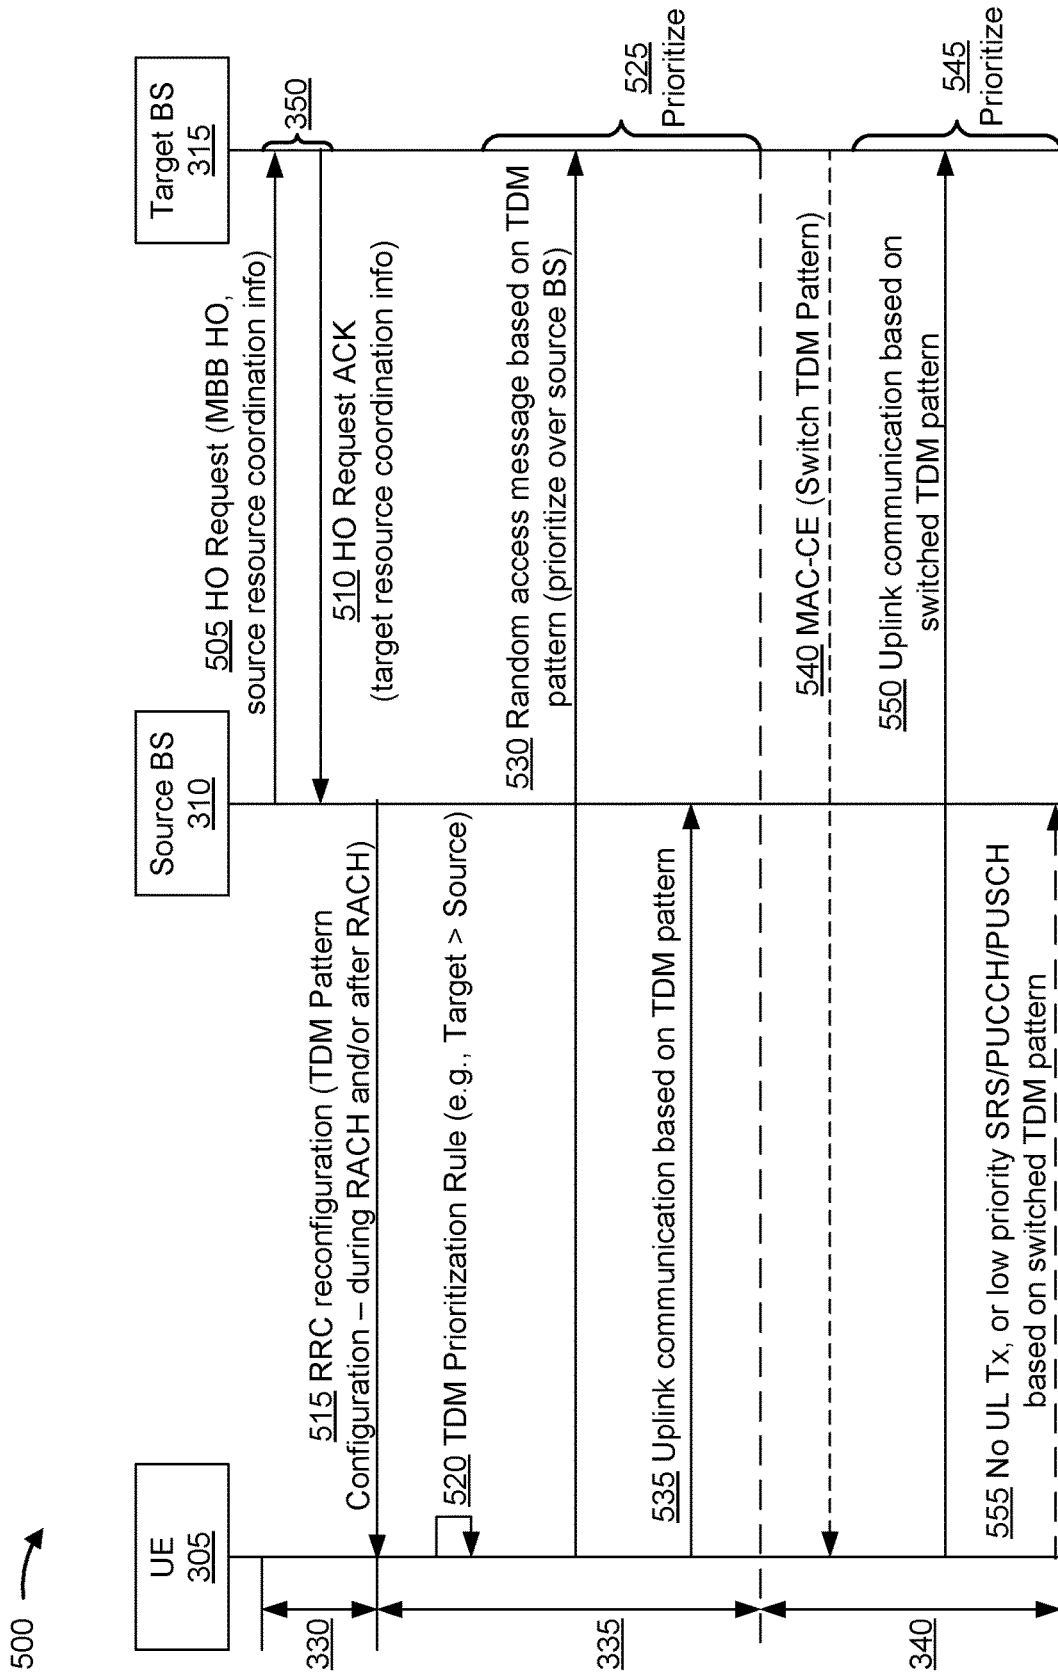 500
UE
305
Source BS
310
Target BS
315
330
350
505 HO Request (MBB HO,
source resource coordination info)
510 HO Request ACK
(target resource coordination info)
515 RRC reconfiguration (TDM Pattern
Configuration – during RACH and/or after RACH)
335
520 TDM Prioritization Rule (e.g., Target > Source)
525
Prioritize
530 Random access message based on TDM
pattern (prioritize over source BS)
535 Uplink communication based on TDM pattern
340
540 MAC-CE (Switch TDM Pattern)
545
Prioritize
550 Uplink communication based on
switched TDM pattern
555 No UL Tx, or low priority SRS/PUCCH/PUSCH
based on switched TDM pattern